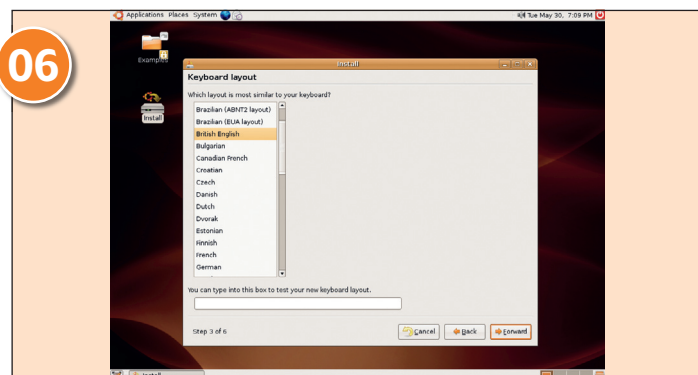 06
Applications Places System
Tue May 30, 7:09 PM
Examples
Install
Install
Keyboard layout
Which layout is most similar to your keyboard?
Brazilian (ABNT2 layout)
Brazilian (EUA layout)
British English
Bulgarian
Canadian French
Croatian
Czech
Danish
Dutch
Dvorak
Estonian
Finnish
French
German
You can type into this box to test your new keyboard layout.
Step 3 of 6
Cancel
Back
Forward
Install